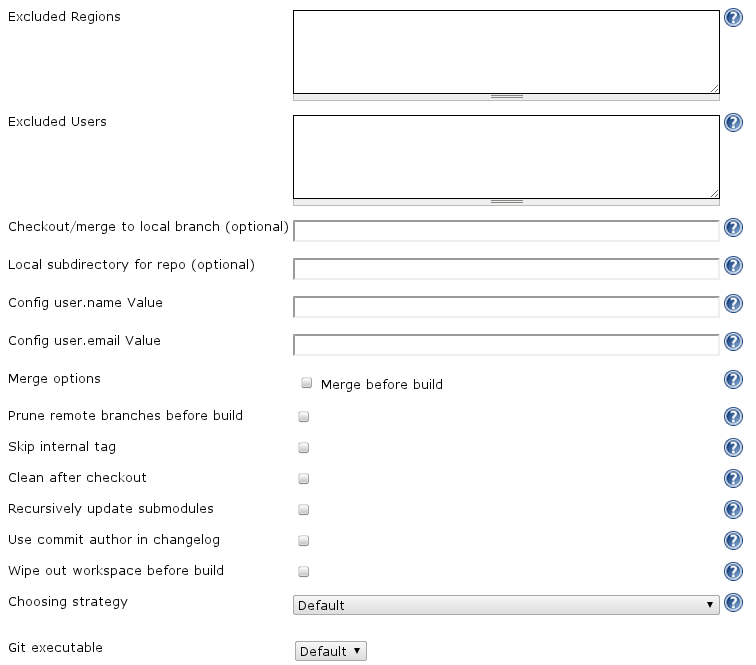 Excluded Regions
Excluded Users
Checkout/merge to local branch (optional)
Local subdirectory for repo (optional)
Config user.name Value
Config user.email Value
Merge options
Merge before build
Prune remote branches before build
Skip internal tag
Clean after checkout
Recursively update submodules
Use commit author in changelog
Wipe out workspace before build
Choosing strategy
Default
Git executable
Default